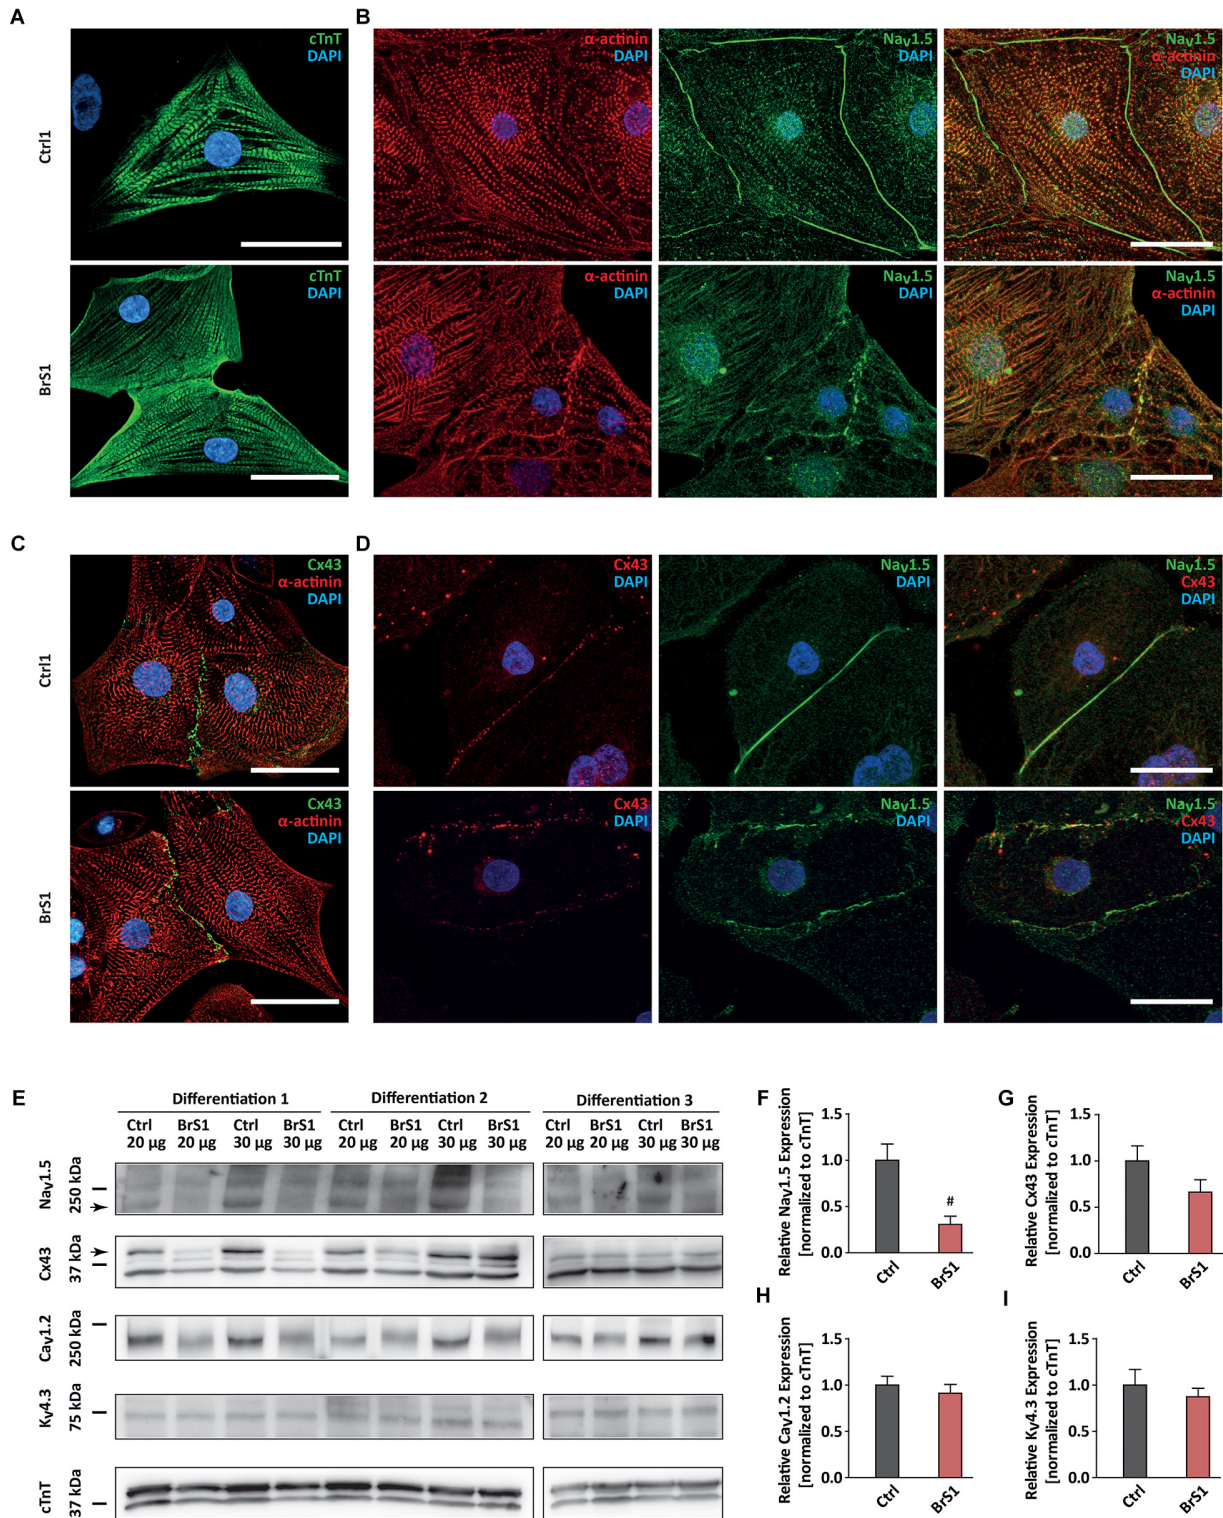 A
B
cTnT
DAPI
α-actinin
DAPI
Nav1.5
DAPI
Nav1.5
α-actinin
DAPI
Ctrl1
cTnT
DAPI
α-actinin
DAPI
Nav1.5
DAPI
Nav1.5
α-actinin
DAPI
BrS1
C
D
Cx43
α-actinin
DAPI
Cx43
DAPI
Nav1.5
DAPI
Nav1.5
Cx43
DAPI
Ctrl1
Cx43
α-actinin
DAPI
Cx43
DAPI
Nav1.5
DAPI
Nav1.5
Cx43
DAPI
BrS1
E
Differentiation 1
Differentiation 2
Differentiation 3
Ctrl BrS1 Ctrl BrS1 Ctrl BrS1 Ctrl BrS1 Ctrl BrS1 Ctrl BrS1
20 µg 20 µg 30 µg 30 µg 20 µg 20 µg 30 µg 30 µg 20 µg 20 µg 30 µg 30 µg
Nav1.5
250 kDa
Cx43
37 kDa
Cav1.2
250 kDa
Kv4.3
75 kDa
cTnT
37 kDa
F
Relative Nav1.5 Expression
[normalized to cTnT]
1.5
1.0
0.5
0.0
#
Ctrl
BrS1
G
Relative Cx43 Expression
[normalized to cTnT]
1.5
1.0
0.5
0.0
Ctrl
BrS1
H
Relative Cav1.2 Expression
[normalized to cTnT]
1.5
1.0
0.5
0.0
Ctrl
BrS1
I
Relative Kv4.3 Expression
[normalized to cTnT]
1.5
1.0
0.5
0.0
Ctrl
BrS1